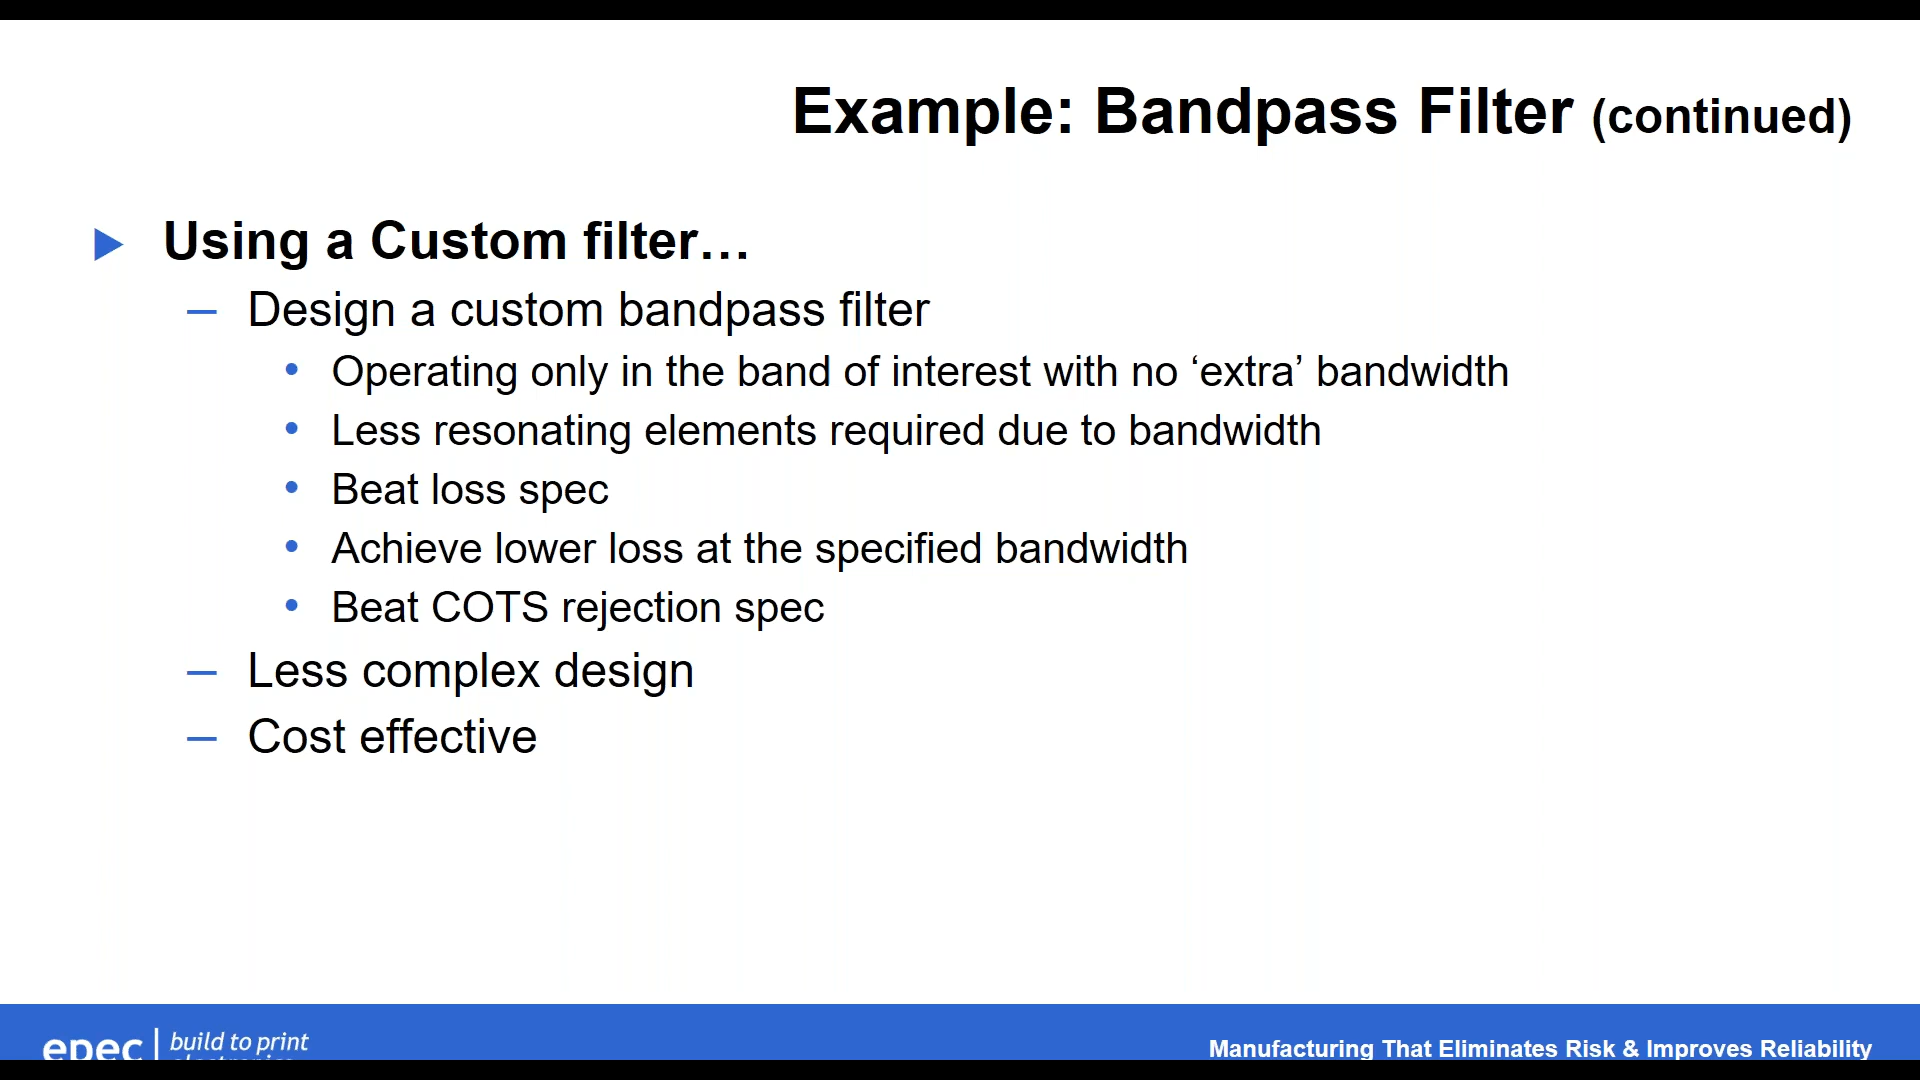 Example: Bandpass Filter (continued)
Using a Custom filter…
– Design a custom bandpass filter
• Operating only in the band of interest with no ‘extra’ bandwidth
• Less resonating elements required due to bandwidth
• Beat loss spec
• Achieve lower loss at the specified bandwidth
• Beat COTS rejection spec
– Less complex design
– Cost effective
epec build to print
Manufacturing That Eliminates Risk & Improves Reliability